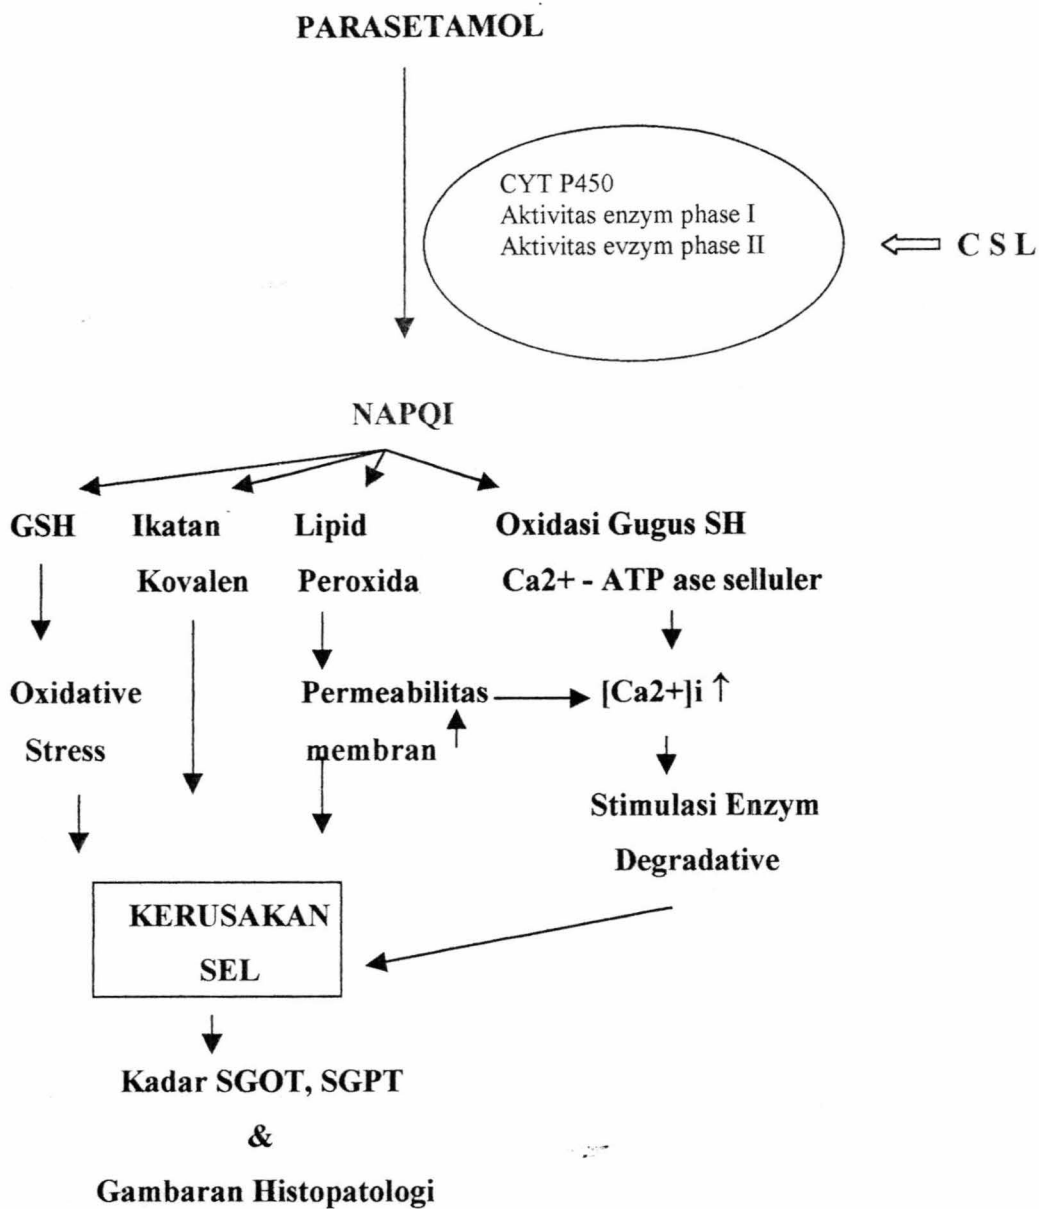 PARASETAMOL
CYT P450
Aktivitas enzym phase I
Aktivitas evzym phase II
C S L
NAPQI
GSH
Ikatan
Kovalen
Lipid
Peroxida
Oxidasi Gugus SH
Ca2+ - ATP ase selluler
Oxidative
Stress
Permeabilitas
membran ↑
[Ca2+]i ↑
Stimulasi Enzym
Degradative
KERUSAKAN
SEL
Kadar SGOT, SGPT
&
Gambaran Histopatologi